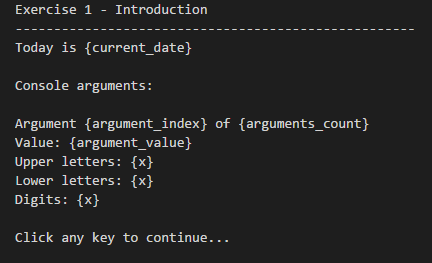 Exercise 1 - Introduction
----------------------------------------------------
Today is {current_date}
Console arguments:
Argument {argument_index} of {arguments_count}
Value: {argument_value}
Upper letters: {x}
Lower letters: {x}
Digits: {x}
Click any key to continue...